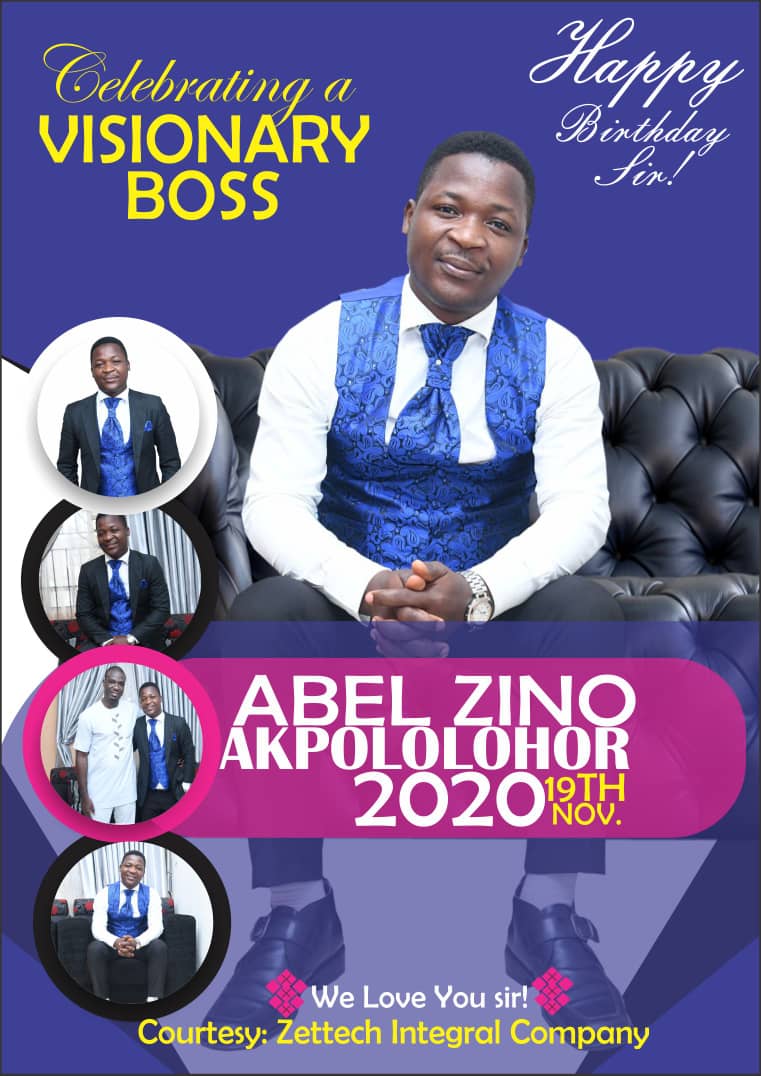 Celebrating a
VISIONARY
BOSS
Happy
Birthday
Sir!
ABEL ZINO
AKPOLOLOHOR
2020 19TH
NOV.
We Love You sir!
Courtesy: Zettech Integral Company